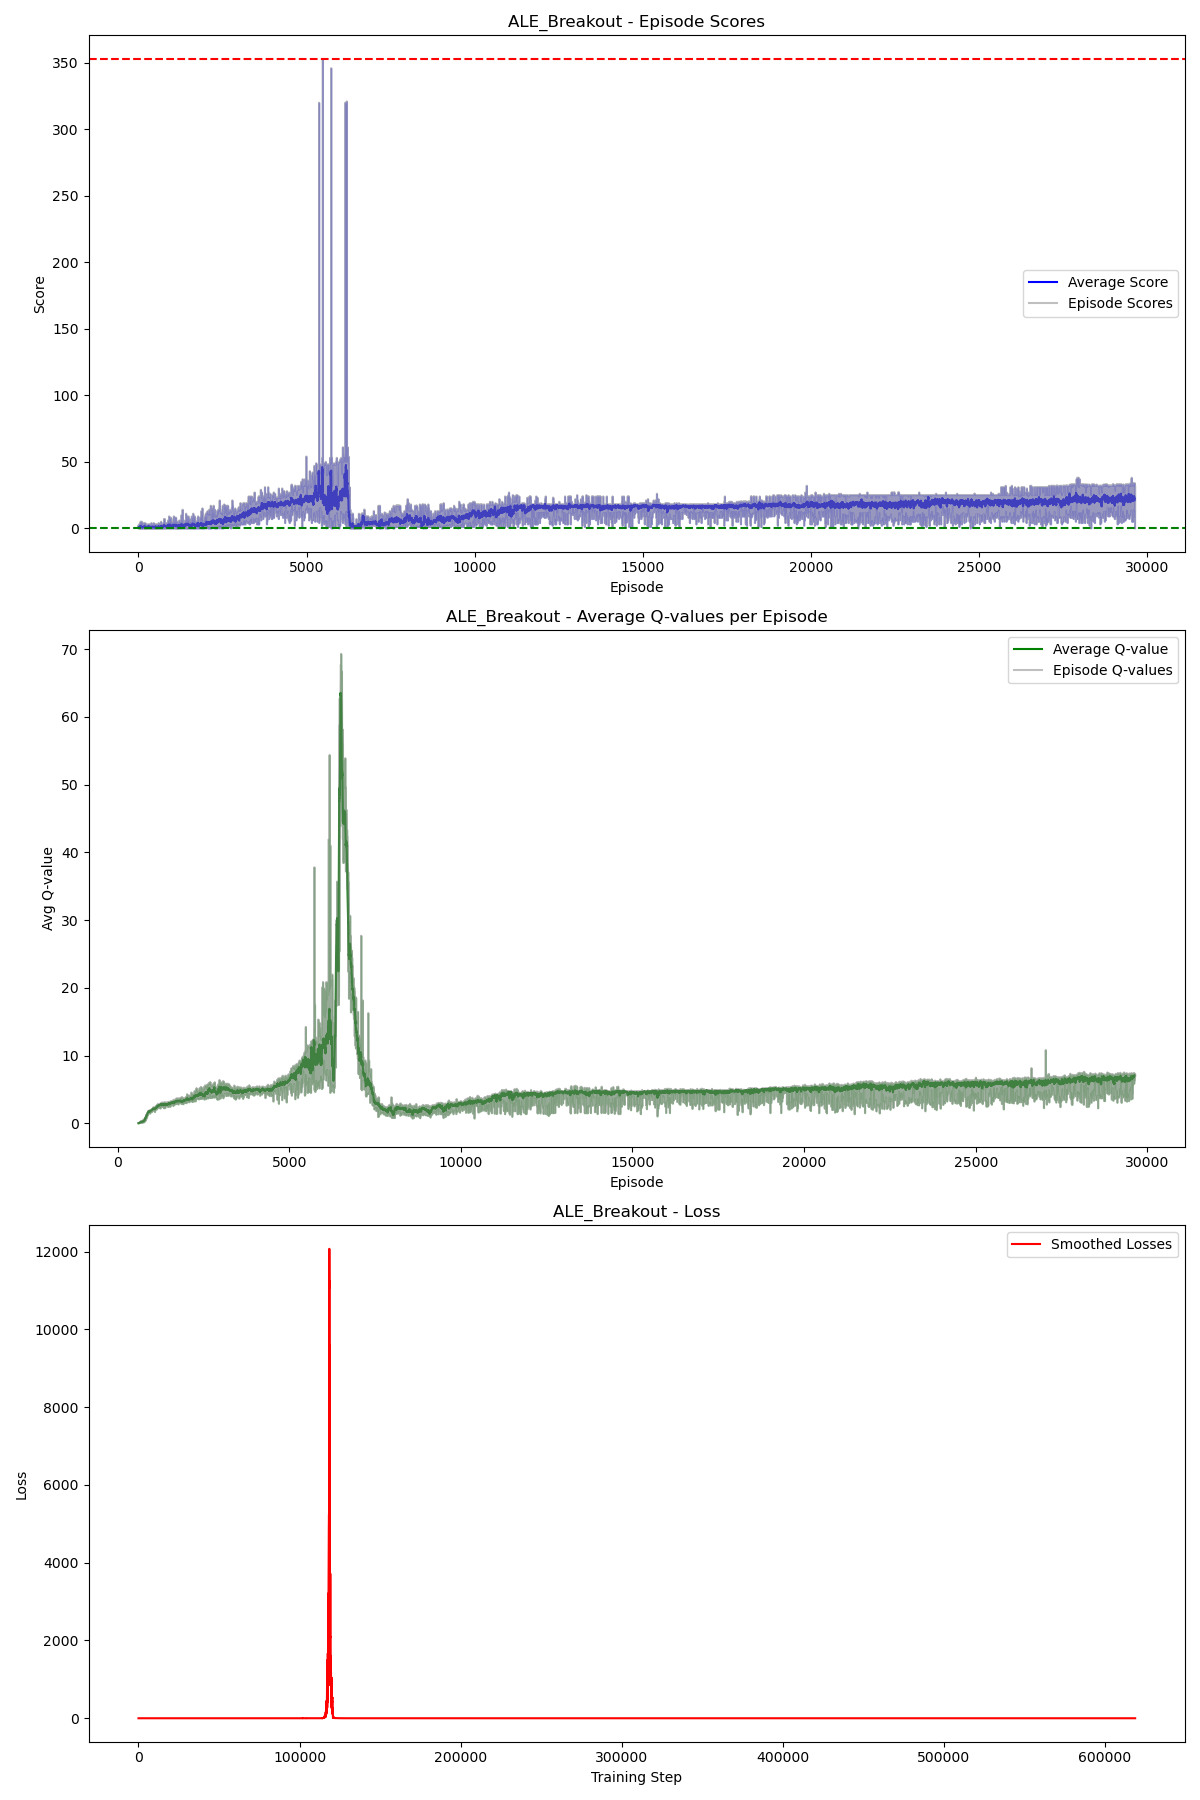 ALE_Breakout - Episode Scores
350
300
250
200
150
100
50
0
Score
Average Score
Episode Scores
0 5000 10000 15000 20000 25000 30000
Episode
ALE_Breakout - Average Q-values per Episode
70
60
50
40
30
20
10
0
Avg Q-value
Average Q-value
Episode Q-values
0 5000 10000 15000 20000 25000 30000
Episode
ALE_Breakout - Loss
12000
10000
8000
6000
4000
2000
0
Loss
Smoothed Losses
0 100000 200000 300000 400000 500000 600000
Training Step